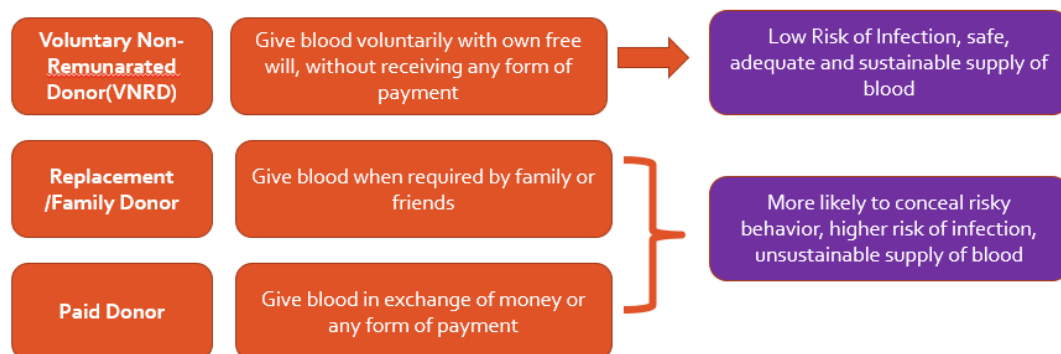 Voluntary Non-
Remunarated
Donor(VNRD)
Give blood voluntarily with own free
will, without receiving any form of
payment
Low Risk of Infection, safe,
adequate and sustainable supply of
blood
Replacement
/Family Donor
Give blood when required by family or
friends
More likely to conceal risky
behavior, higher risk of infection,
unsustainable supply of blood
Paid Donor
Give blood in exchange of money or
any form of payment